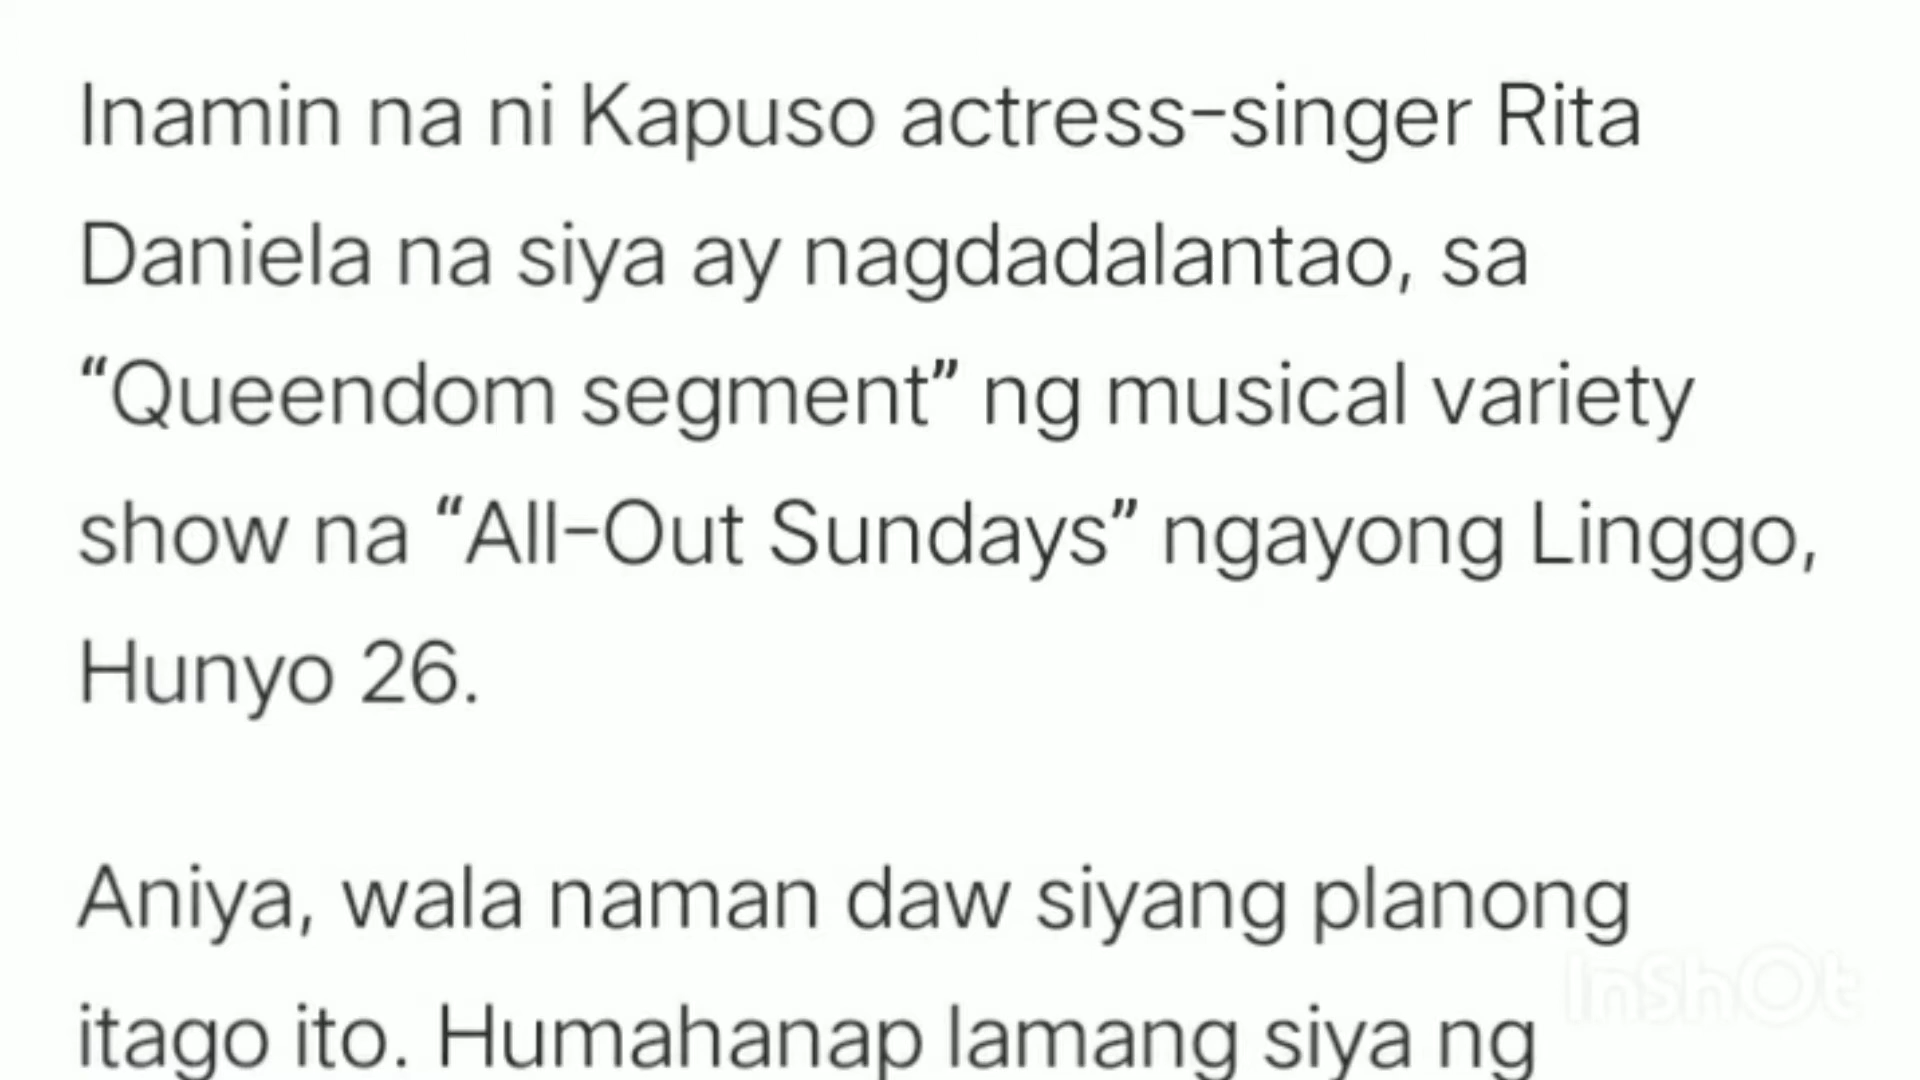 Inamin na ni Kapuso actress-singer Rita
Daniela na siya ay nagdadalantao, sa
“Queendom segment” ng musical variety
show na “All-Out Sundays” ngayong Linggo,
Hunyo 26.
Aniya, wala naman daw siyang planong
itago ito. Humahanap lamang siya ng
InShOt